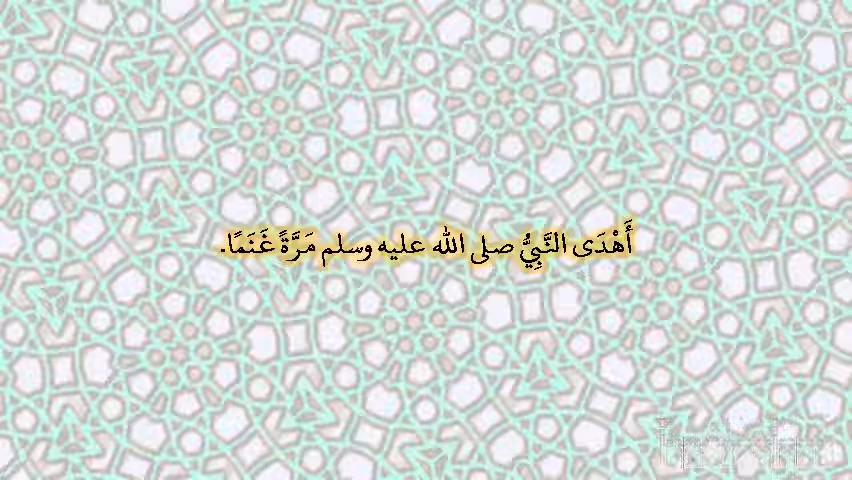 أَهْدَى النَّبِيُّ صلى الله عليه وسلم مَرَّةً غَنَمًا.